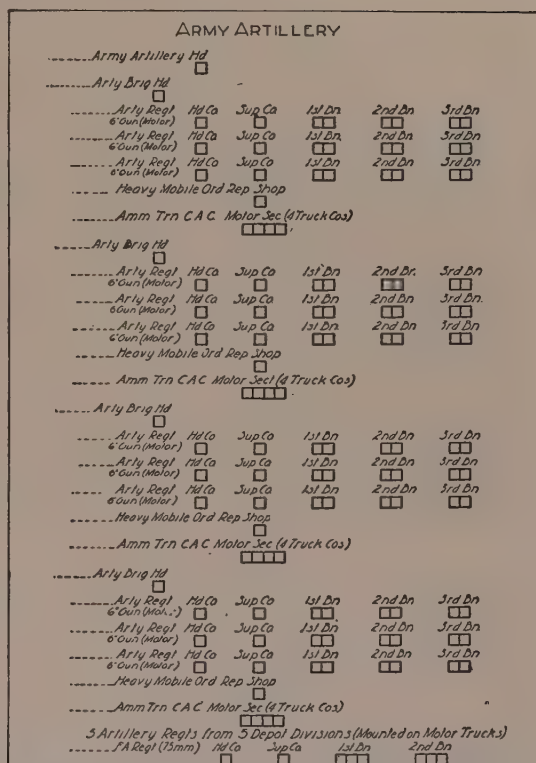 ARMY ARTILLERY
Army Artillery Hd
Arty Brig Hd
Arty Regt Hd Co Sup Co 1st Bn 2nd Bn 3rd Bn
6" Gun (Motor)
Arty Regt Hd Co Sup Co 1st Bn 2nd Bn 3rd Bn
6" Gun (Motor)
Arty Regt Hd Co Sup Co 1st Bn 2nd Bn 3rd Bn
6" Gun (Motor)
Heavy Mobile Ord Rep Shop
Amm Trn C A C Motor Sec (4 Truck Cos)
Arty Brig Hd
Arty Regt Hd Co Sup Co 1st Bn 2nd Bn 3rd Bn
6" Gun (Motor)
Arty Regt Hd Co Sup Co 1st Bn 2nd Bn 3rd Bn
6" Gun (Motor)
Arty Regt Hd Co Sup Co 1st Bn 2nd Bn 3rd Bn
6" Gun (Motor)
Heavy Mobile Ord Rep Shop
Amm Trn C A C Motor Sect (4 Truck Cos)
Arty Brig Hd
Arty Regt Hd Co Sup Co 1st Bn 2nd Bn 3rd Bn
6" Gun (Motor)
Arty Regt Hd Co Sup Co 1st Bn 2nd Bn 3rd Bn
6" Gun (Motor)
Arty Regt Hd Co Sup Co 1st Bn 2nd Bn 3rd Bn
6" Gun (Motor)
Heavy Mobile Ord Rep Shop
Amm Trn C A C Motor Sec (4 Truck Cos)
Arty Brig Hd
Arty Regt Hd Co Sup Co 1st Bn 2nd Bn 3rd Bn
6" Gun
Arty Regt Hd Co Sup Co 1st Bn 2nd Bn 3rd Bn
6" Gun (Motor)
Arty Regt Hd Co Sup Co 1st Bn 2nd Bn 3rd Bn
6" Gun (Motor)
Heavy Mobile Ord Rep Shop
Amm Trn C A C Motor Sec (4 Truck Cos)
5 Artillery Regts from 5 Depot Divisions (Mounted on Motor Trucks)
FA Regt (75mm) Hd Co Sup Co 1st Bn 2nd Bn